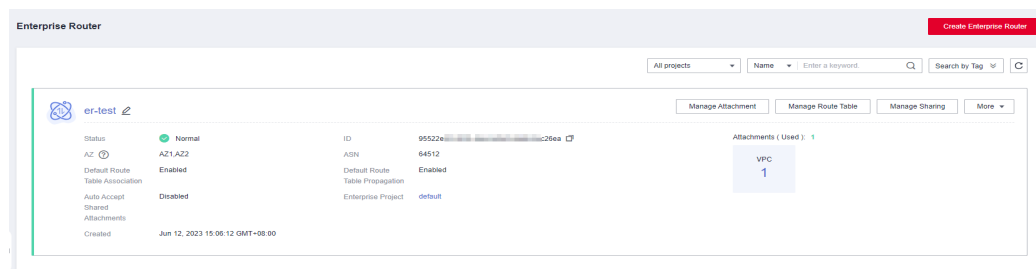 Enterprise Router
Create Enterprise Router
All projects
Name
Enter a keyword.
Search by Tag
C
er-test
Manage Attachment
Manage Route Table
Manage Sharing
More
Status
Normal
ID
95522e
c26ea
Attachments ( Used ): 1
AZ
AZ1,AZ2
ASN
64512
VPC
1
Default Route
Table Association
Enabled
Default Route
Table Propagation
Enabled
Auto Accept
Shared
Attachments
Disabled
Enterprise Project
default
Created
Jun 12, 2023 15:06:12 GMT+08:00